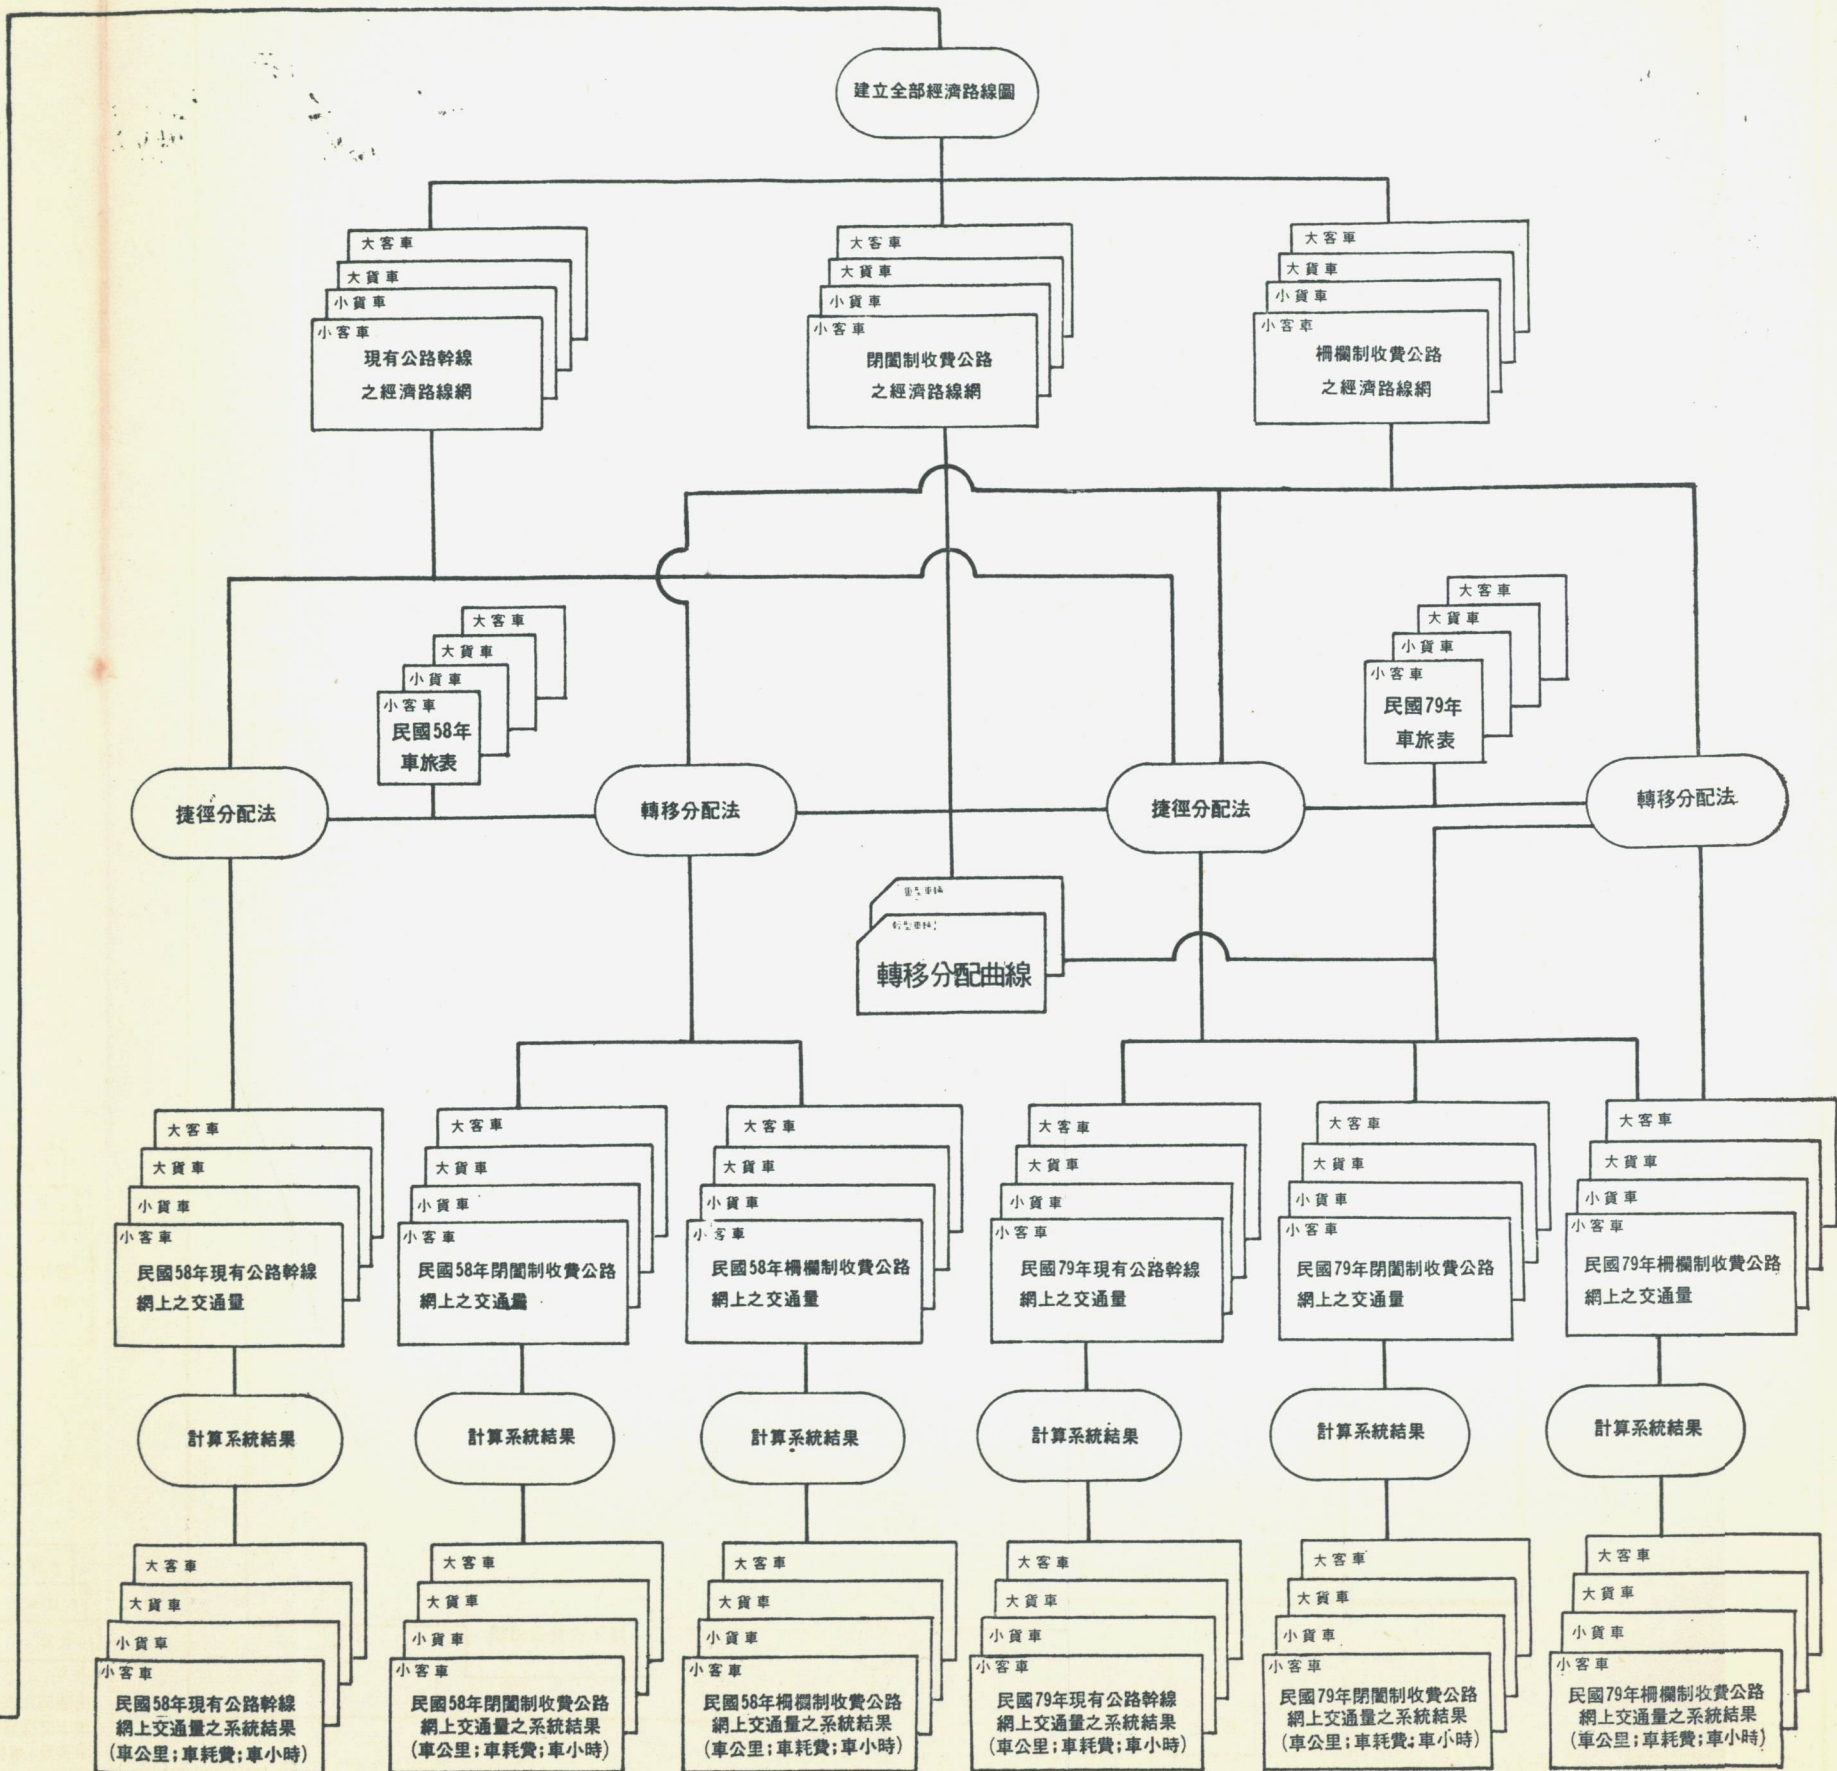 建立全部經濟路線圖
大客車
大貨車
小貨車
小客車
現有公路幹線
之經濟路線網
大客車
大貨車
小貨車
小客車
閉闔制收費公路
之經濟路線網
大客車
大貨車
小貨車
小客車
柵欄制收費公路
之經濟路線網
大客車
大貨車
小貨車
小客車
民國58年
車旅表
大客車
大貨車
小貨車
小客車
民國79年
車旅表
捷徑分配法
轉移分配法
捷徑分配法
轉移分配法
重型車輛
輕型車輛
轉移分配曲線
大客車
大貨車
小貨車
小客車
民國58年現有公路幹線
網上之交通量
大客車
大貨車
小貨車
小客車
民國58年閉闔制收費公路
網上之交通量
大客車
大貨車
小貨車
小客車
民國58年柵欄制收費公路
網上之交通量
大客車
大貨車
小貨車
小客車
民國79年現有公路幹線
網上之交通量
大客車
大貨車
小貨車
小客車
民國79年閉闔制收費公路
網上之交通量
大客車
大貨車
小貨車
小客車
民國79年柵欄制收費公路
網上之交通量
計算系統結果
計算系統結果
計算系統結果
計算系統結果
計算系統結果
計算系統結果
大客車
大貨車
小貨車
小客車
民國58年現有公路幹線
網上交通量之系統結果
(車公里;車耗費;車小時)
大客車
大貨車
小貨車
小客車
民國58年閉闔制收費公路
網上交通量之系統結果
(車公里;車耗費;車小時)
大客車
大貨車
小貨車
小客車
民國58年柵欄制收費公路
網上交通量之系統結果
(車公里;車耗費;車小時)
大客車
大貨車
小貨車
小客車
民國79年現有公路幹線
網上交通量之系統結果
(車公里;車耗費;車小時)
大客車
大貨車
小貨車
小客車
民國79年閉闔制收費公路
網上交通量之系統結果
(車公里;車耗費;車小時)
大客車
大貨車
小貨車
小客車
民國79年柵欄制收費公路
網上交通量之系統結果
(車公里;車耗費;車小時)